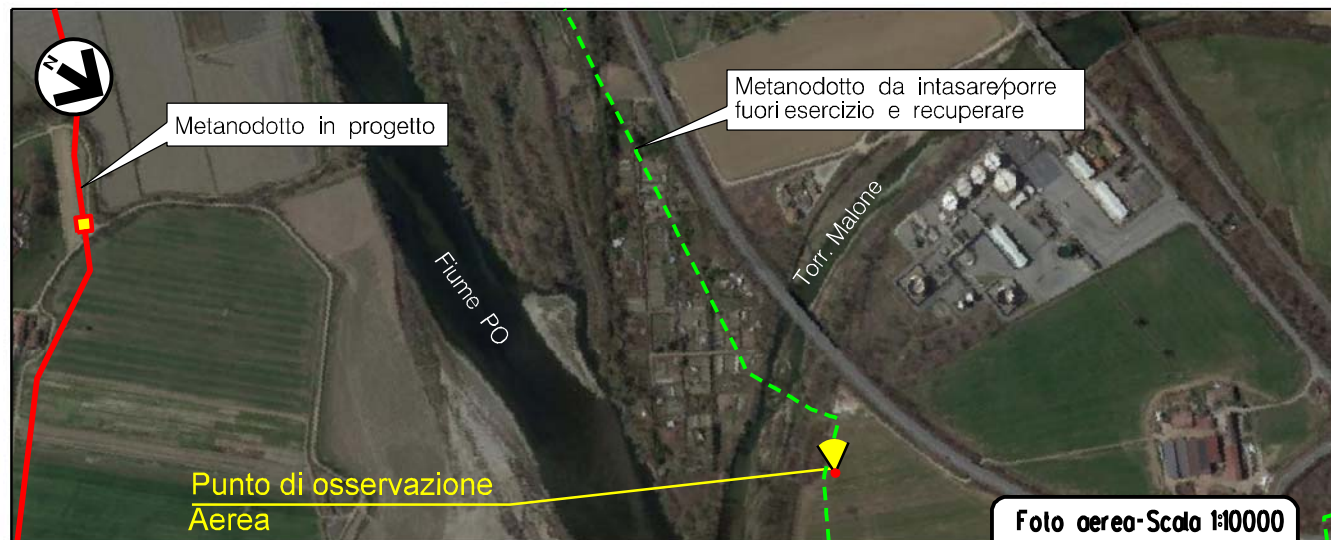 N
Metanodotto in progetto
Metanodotto da intasare/porre
fuori esercizio e recuperare
Torr. Malone
Fiume PO
Punto di osservazione
Aerea
Foto aerea-Scala 1:10000